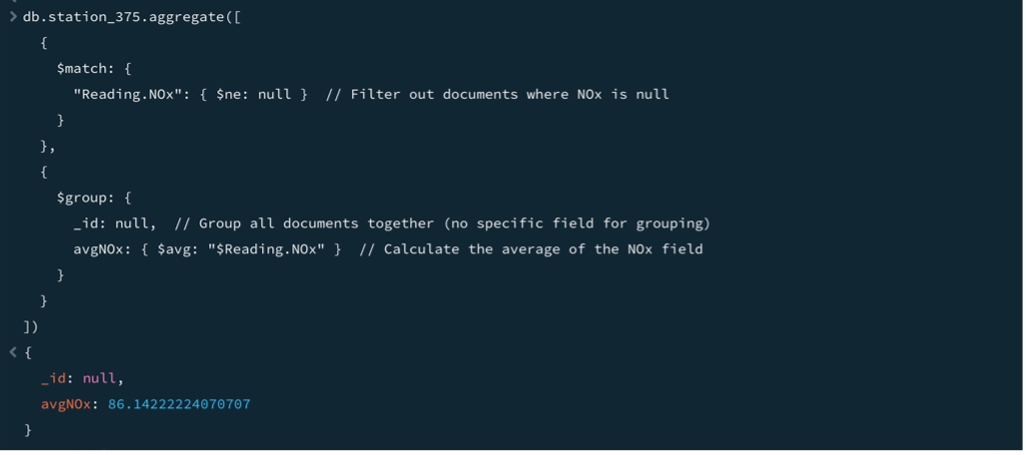 > db.station_375.aggregate([
  {
    $match: {
      "Reading.NOx": { $ne: null }  // Filter out documents where NOx is null
    }
  },
  {
    $group: {
      _id: null,  // Group all documents together (no specific field for grouping)
      avgNOx: { $avg: "$Reading.NOx" }  // Calculate the average of the NOx field
    }
  }
])
< {
  _id: null,
  avgNOx: 86.14222224070707
}